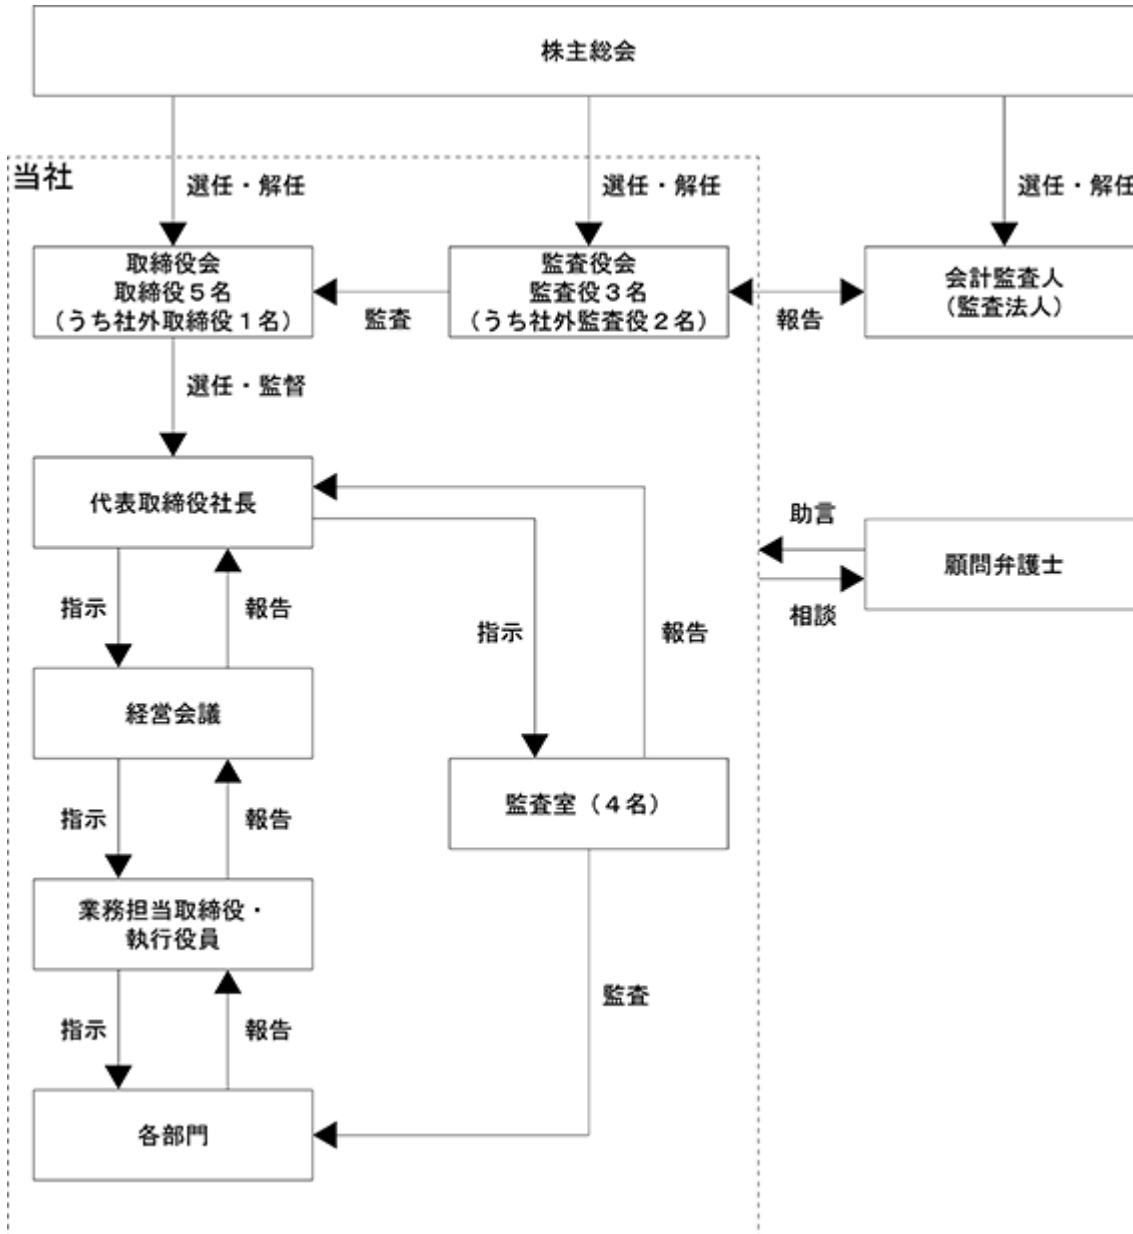 株主総会
当社
選任・解任
選任・解任
選任・解任
取締役会
取締役５名
（うち社外取締役１名）
監査
監査役会
監査役３名
（うち社外監査役２名）
報告
会計監査人
（監査法人）
選任・監督
代表取締役社長
助言
顧問弁護士
相談
指示
報告
指示
報告
経営会議
監査室（４名）
指示
報告
業務担当取締役・
執行役員
監査
指示
報告
各部門